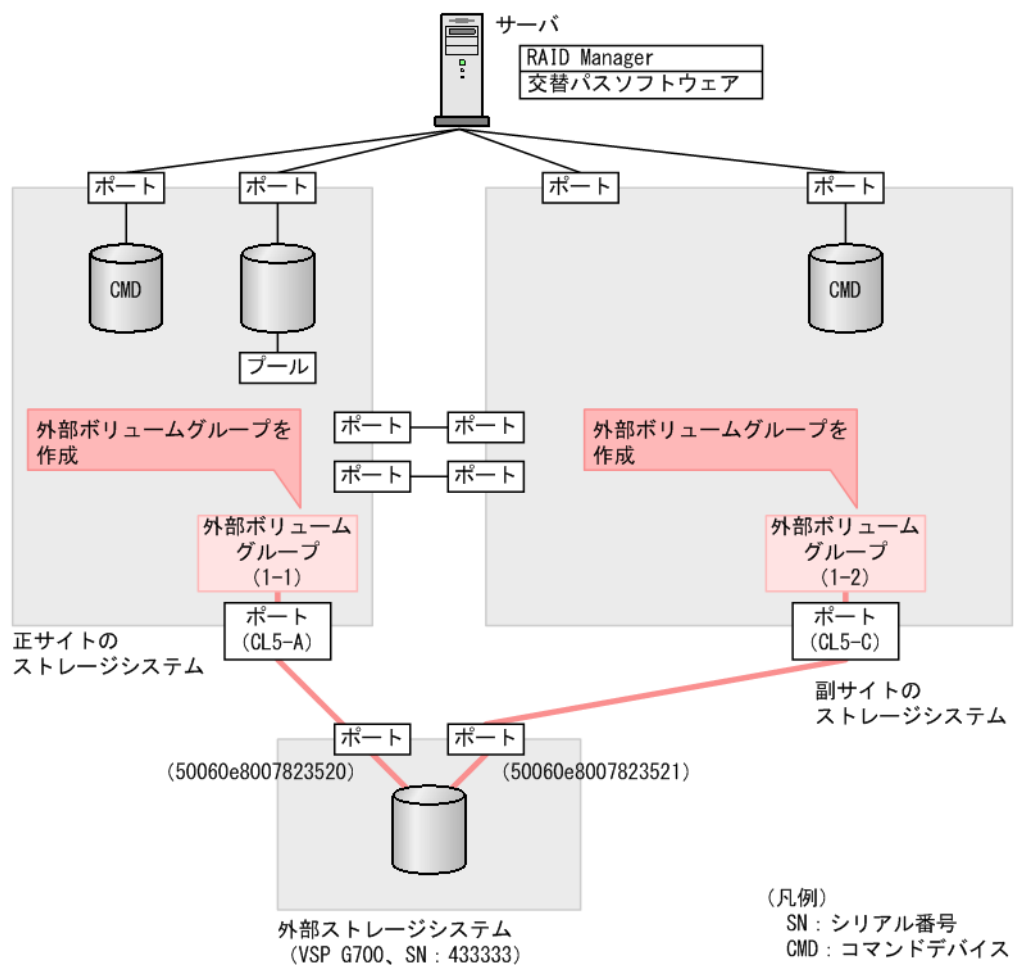 サーバ
RAID Manager
交替パスソフトウェア
ポート
ポート
ポート
ポート
CMD
CMD
プール
ポート
ポート
ポート
ポート
外部ボリュームグループを
作成
外部ボリュームグループを
作成
外部ボリューム
グループ
(1-1)
外部ボリューム
グループ
(1-2)
ポート
(CL5-A)
ポート
(CL5-C)
正サイトの
ストレージシステム
副サイトの
ストレージシステム
ポート
ポート
(50060e8007823520)
(50060e8007823521)
外部ストレージシステム
(VSP G700、SN：433333)
(凡例)
SN：シリアル番号
CMD：コマンドデバイス